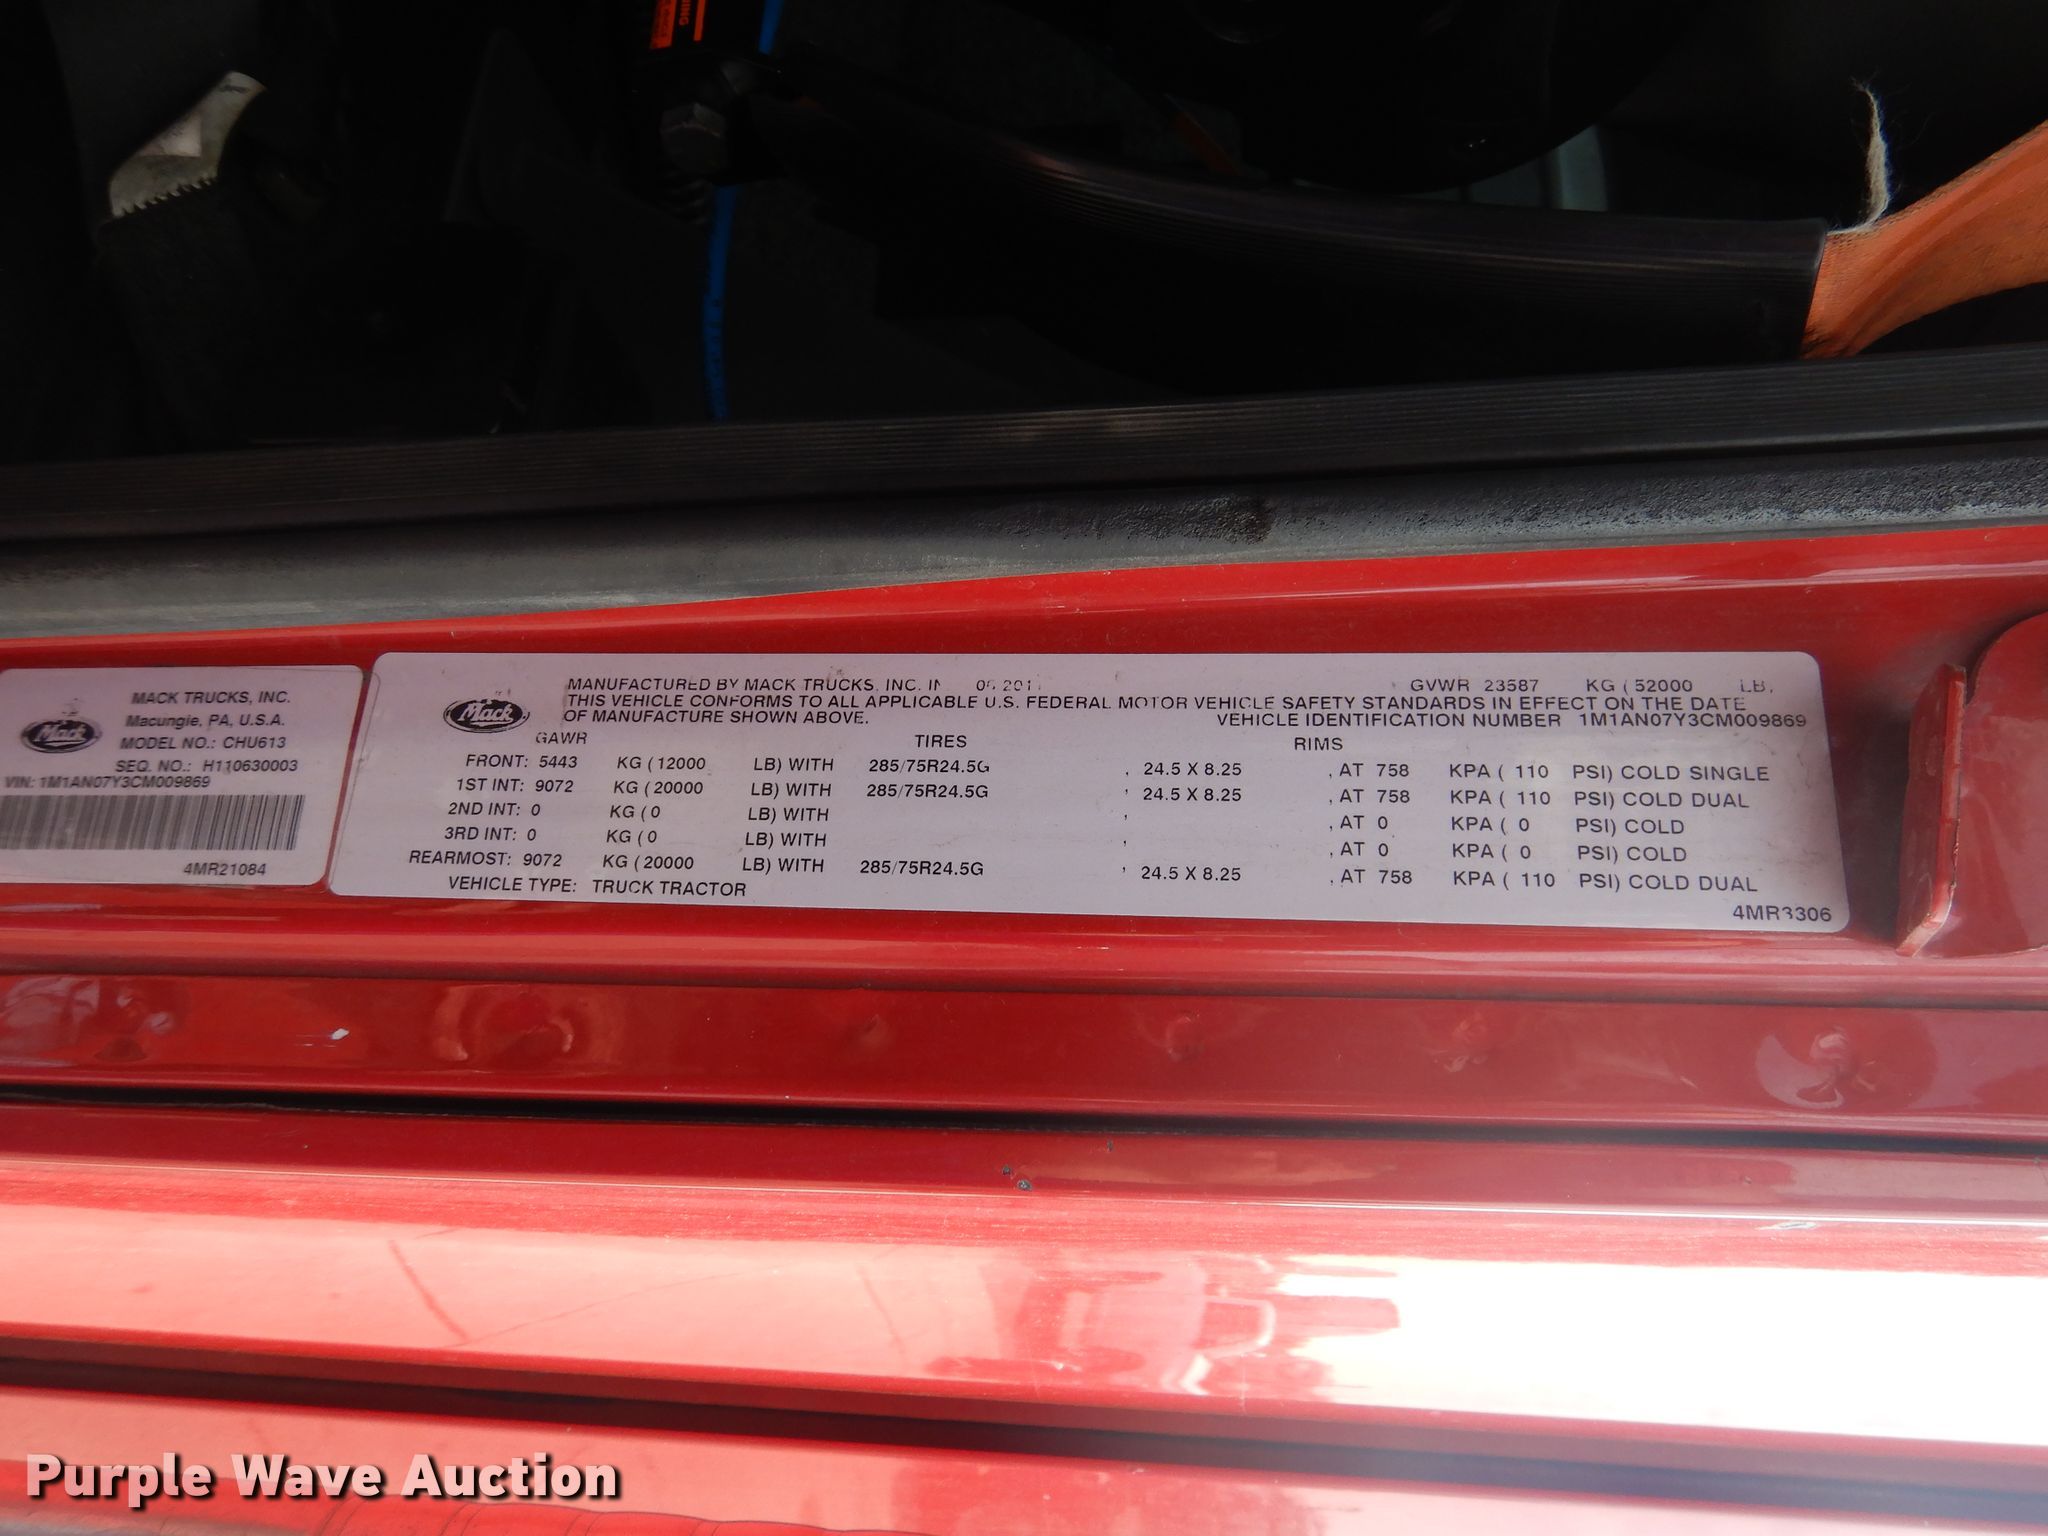 MACK TRUCKS, INC.
Macungie, PA, U.S.A.
MODEL NO.: CHU613
SEQ. NO.: H110630003
VIN: 1M1AN07Y3CM009869
4MR21084
Mack
Mack
MANUFACTURED BY MACK TRUCKS, INC. IN 2011 GVWR 23587 KG ( 52000 LB)
THIS VEHICLE CONFORMS TO ALL APPLICABLE U.S. FEDERAL MOTOR VEHICLE SAFETY STANDARDS IN EFFECT ON THE DATE
OF MANUFACTURE SHOWN ABOVE. VEHICLE IDENTIFICATION NUMBER 1M1AN07Y3CM009869
GAWR TIRES RIMS
FRONT: 5443 KG ( 12000 LB) WITH 285/75R24.5G , 24.5 X 8.25 , AT 758 KPA ( 110 PSI) COLD SINGLE
1ST INT: 9072 KG ( 20000 LB) WITH 285/75R24.5G , 24.5 X 8.25 , AT 758 KPA ( 110 PSI) COLD DUAL
2ND INT: 0 KG ( 0 LB) WITH , , AT 0 KPA ( 0 PSI) COLD
3RD INT: 0 KG ( 0 LB) WITH , , AT 0 KPA ( 0 PSI) COLD
REARMOST: 9072 KG ( 20000 LB) WITH 285/75R24.5G , 24.5 X 8.25 , AT 758 KPA ( 110 PSI) COLD DUAL
VEHICLE TYPE: TRUCK TRACTOR
4MR3306
Purple Wave Auction